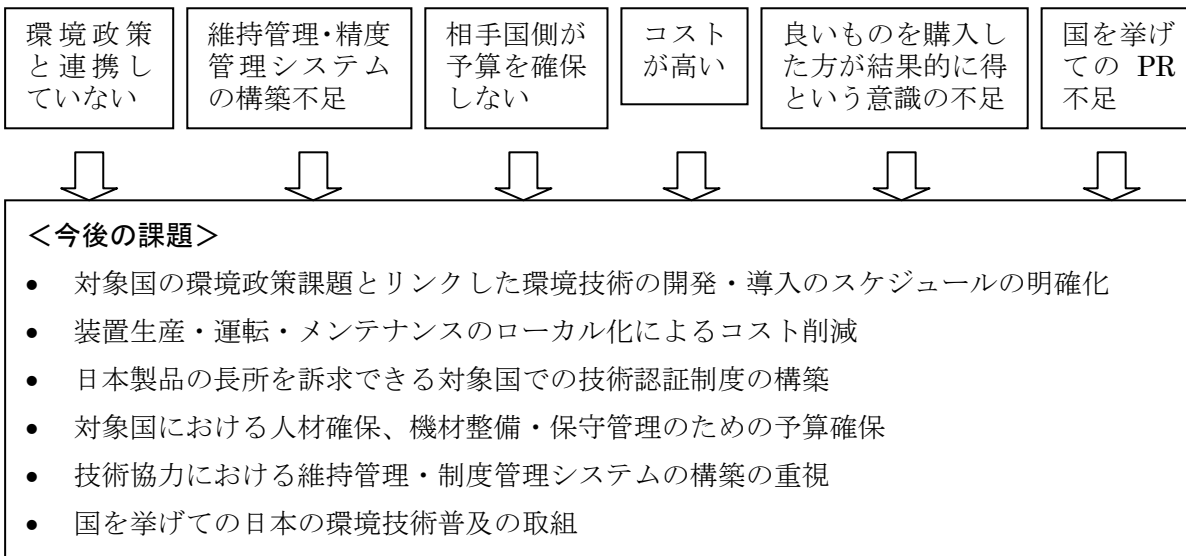 環境政策
と連携し
ていない
維持管理・精度
管理システム
の構築不足
相手国側が
予算を確保
しない
コスト
が高い
良いものを購入し
た方が結果的に得
という意識の不足
国を挙げ
ての PR
不足
＜今後の課題＞
• 対象国の環境政策課題とリンクした環境技術の開発・導入のスケジュールの明確化
• 装置生産・運転・メンテナンスのローカル化によるコスト削減
• 日本製品の長所を訴求できる対象国での技術認証制度の構築
• 対象国における人材確保、機材整備・保守管理のための予算確保
• 技術協力における維持管理・制度管理システムの構築の重視
• 国を挙げての日本の環境技術普及の取組